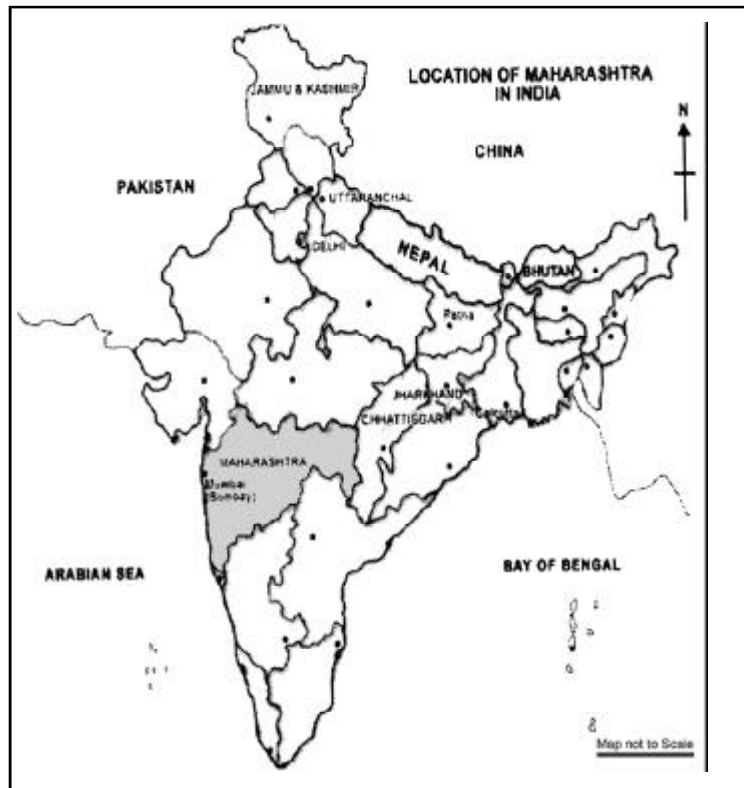 LOCATION OF MAHARASHTRA
IN INDIA
JAMMU & KASHMIR
N
CHINA
PAKISTAN
UTTARANCHAL
DELHI
NEPAL
BHUTAN
Patna
JHARKHAND
CHHATTISGARH
Calcutta
MAHARASHTRA
Mumbai
(Bombay)
ARABIAN SEA
BAY OF BENGAL
Map not to Scale